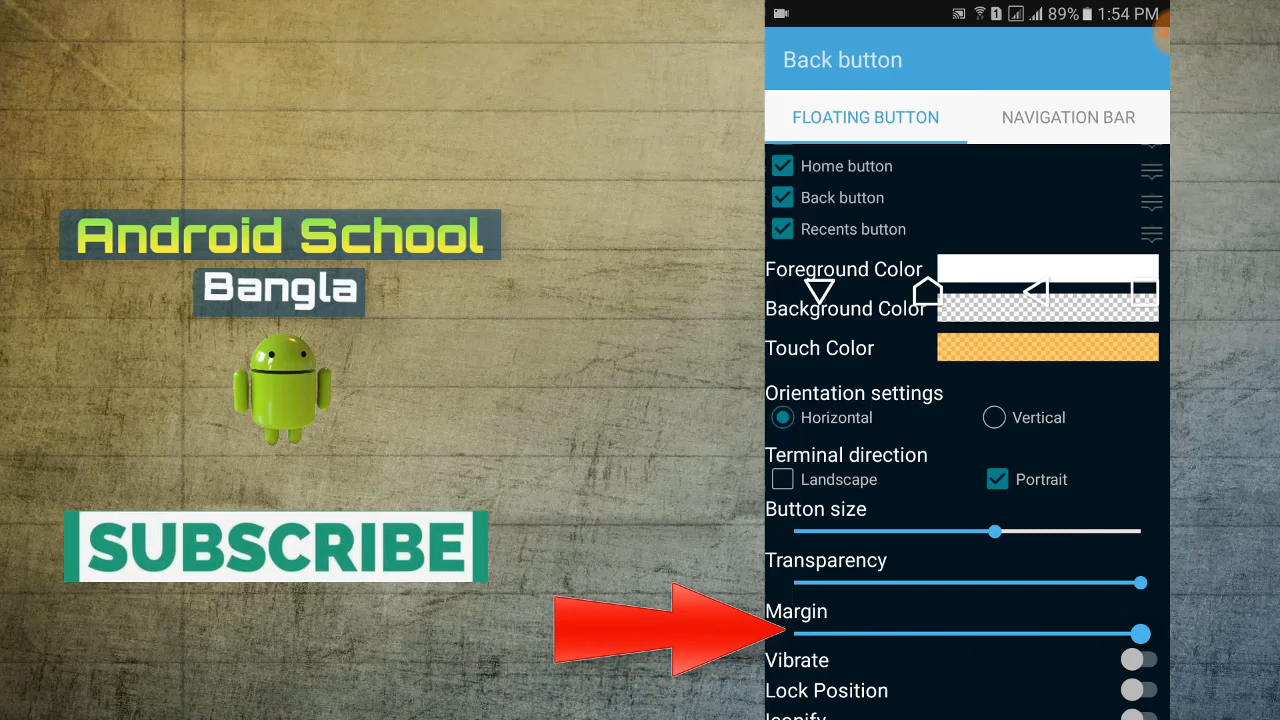 Android School
Bangla
SUBSCRIBE
1 89% 1:54 PM
Back button
FLOATING BUTTON
NAVIGATION BAR
Home button
Back button
Recents button
Foreground Color
Background Color
Touch Color
Orientation settings
Horizontal
Vertical
Terminal direction
Landscape
Portrait
Button size
Transparency
Margin
Vibrate
Lock Position
Iconify